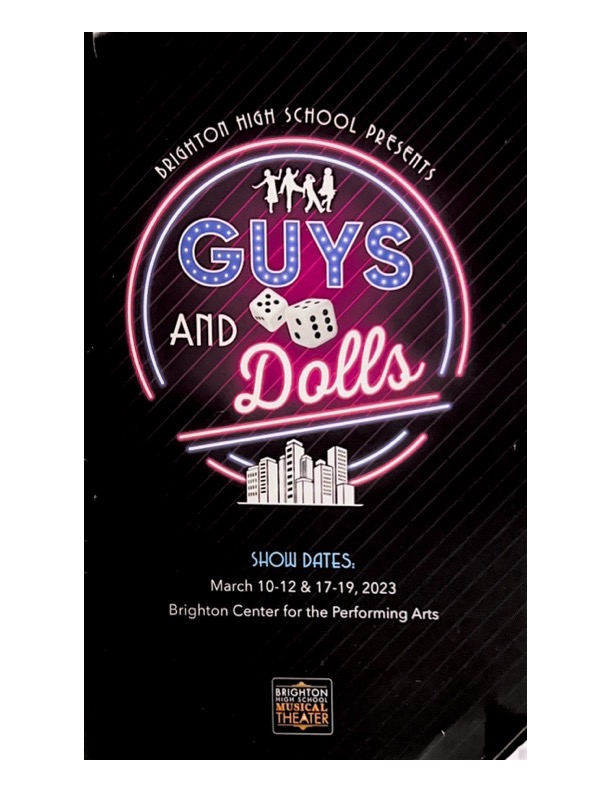 BRIGHTON HIGH SCHOOL PRESENTS
GUYS
AND
Dolls
SHOW DATES:
March 10-12 & 17-19, 2023
Brighton Center for the Performing Arts
BRIGHTON
HIGH SCHOOL
MUSICAL
THEATER